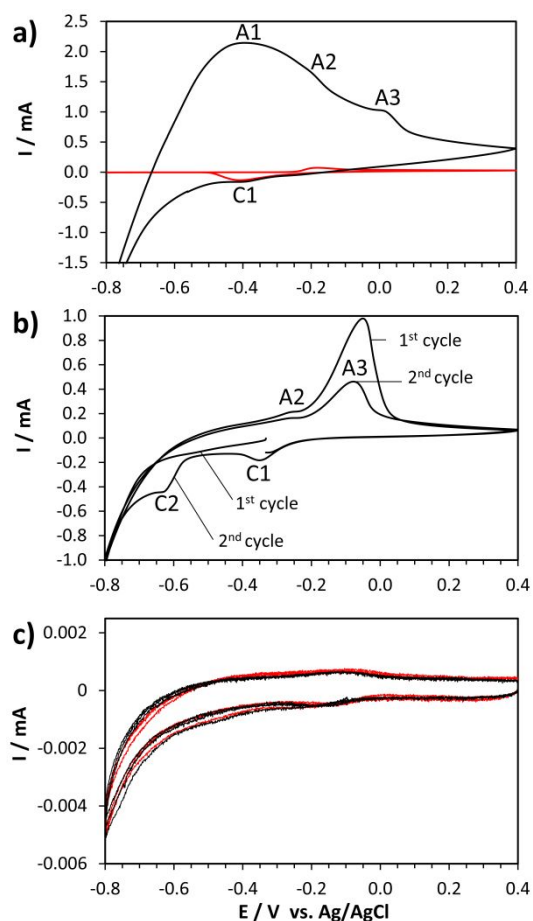 a)
I / mA
2.5
2.0
1.5
1.0
0.5
0.0
-0.5
-1.0
-1.5
A1
A2
A3
C1
-0.8 -0.6 -0.4 -0.2 0.0 0.2 0.4
b)
I / mA
1.0
0.8
0.6
0.4
0.2
0.0
-0.2
-0.4
-0.6
-0.8
-1.0
1st cycle
A3
2nd cycle
A2
C1
C2
1st cycle
2nd cycle
-0.8 -0.6 -0.4 -0.2 0.0 0.2 0.4
c)
I / mA
0.002
0
-0.002
-0.004
-0.006
-0.8 -0.6 -0.4 -0.2 0.0 0.2 0.4
E / V vs. Ag/AgCl